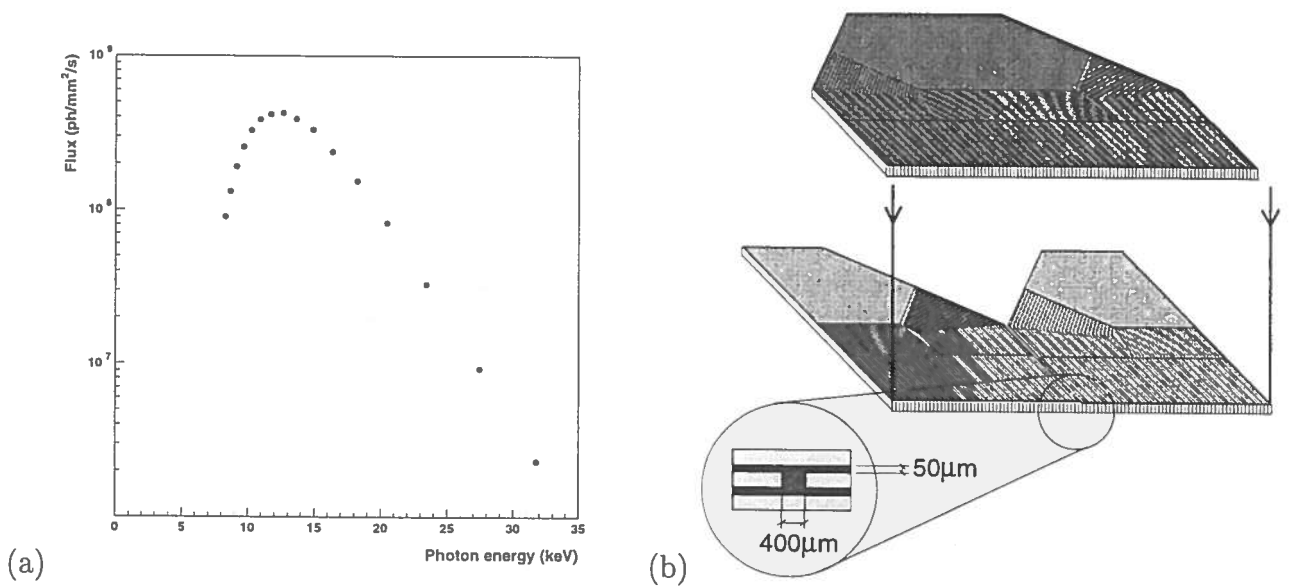 10⁹
10⁸
10⁷
Flux (ph/mm²/s)
0 5 10 15 20 25 30 35
Photon energy (keV)
(a)
50μm
400μm
(b)